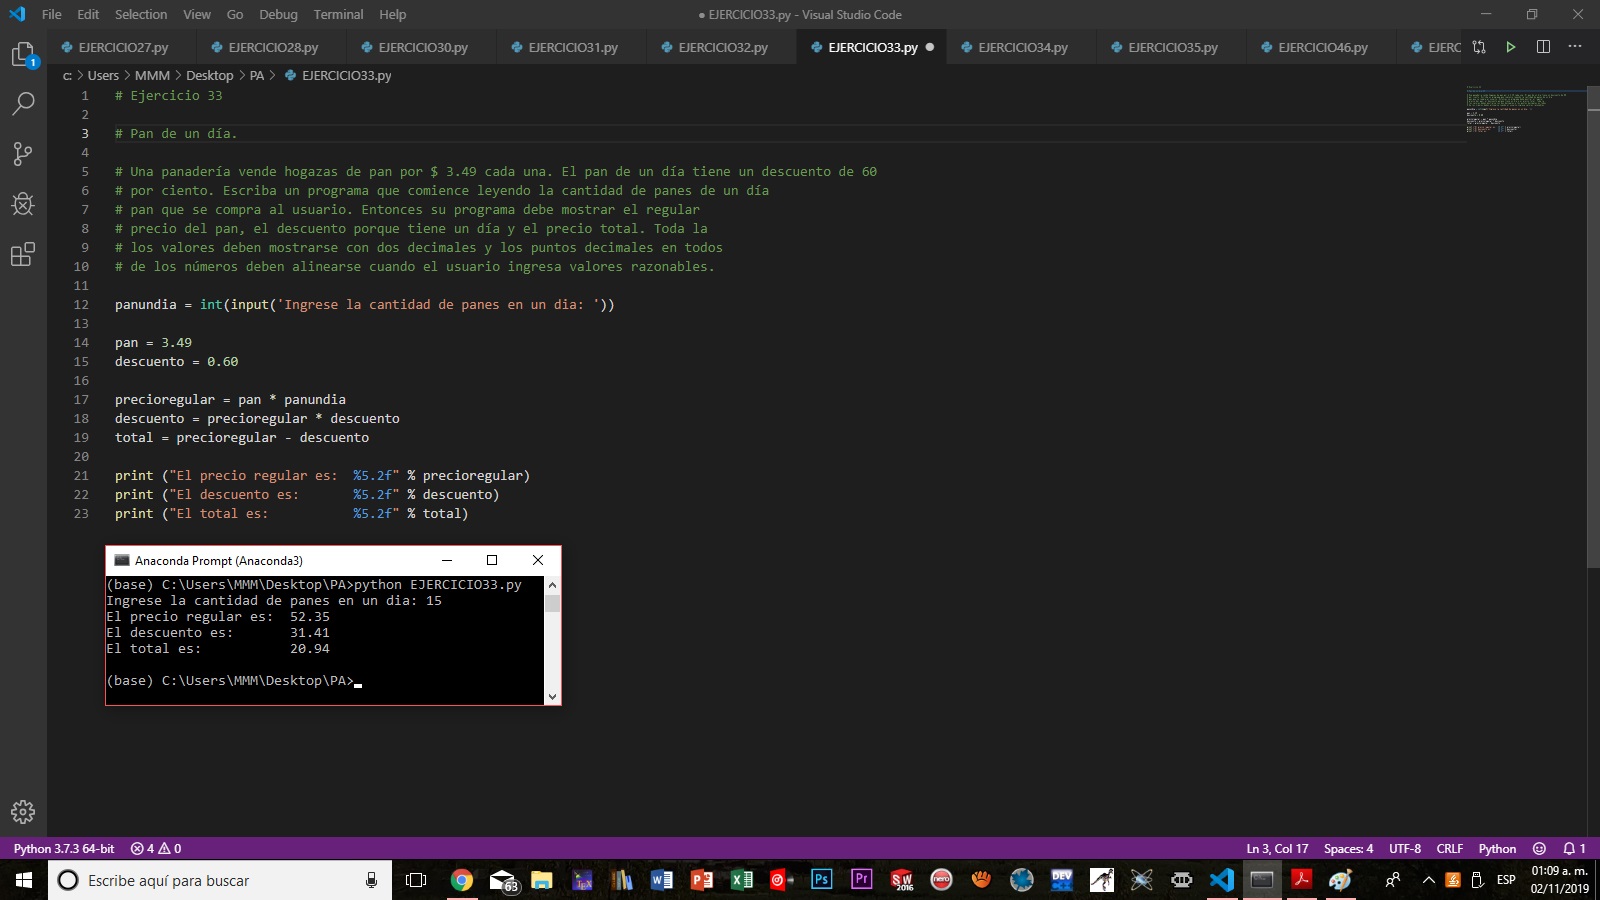 File Edit Selection View Go Debug Terminal Help ● EJERCICIO33.py - Visual Studio Code
EJERCICIO27.py EJERCICIO28.py EJERCICIO30.py EJERCICIO31.py EJERCICIO32.py EJERCICIO33.py ● EJERCICIO34.py EJERCICIO35.py EJERCICIO46.py EJERC
c: > Users > MMM > Desktop > PA > EJERCICIO33.py
1 # Ejercicio 33
2
3 # Pan de un día.
4
5 # Una panadería vende hogazas de pan por $ 3.49 cada una. El pan de un día tiene un descuento de 60
6 # por ciento. Escriba un programa que comience leyendo la cantidad de panes de un día
7 # pan que se compra al usuario. Entonces su programa debe mostrar el regular
8 # precio del pan, el descuento porque tiene un día y el precio total. Toda la
9 # los valores deben mostrarse con dos decimales y los puntos decimales en todos
10 # de los números deben alinearse cuando el usuario ingresa valores razonables.
11
12 panundia = int(input('Ingrese la cantidad de panes en un dia: '))
13
14 pan = 3.49
15 descuento = 0.60
16
17 precioregular = pan * panundia
18 descuento = precioregular * descuento
19 total = precioregular - descuento
20
21 print ("El precio regular es:  %5.2f" % precioregular)
22 print ("El descuento es:       %5.2f" % descuento)
23 print ("El total es:           %5.2f" % total)
Anaconda Prompt (Anaconda3)
(base) C:\Users\MMM\Desktop\PA>python EJERCICIO33.py
Ingrese la cantidad de panes en un dia: 15
El precio regular es:  52.35
El descuento es:       31.41
El total es:           20.94
(base) C:\Users\MMM\Desktop\PA>
1
Python 3.7.3 64-bit 4 0 Ln 3, Col 17 Spaces: 4 UTF-8 CRLF Python 1
Escribe aquí para buscar 63 Ps Pr SW 2016 nero DEV ESP 01:09 a. m.
02/11/2019